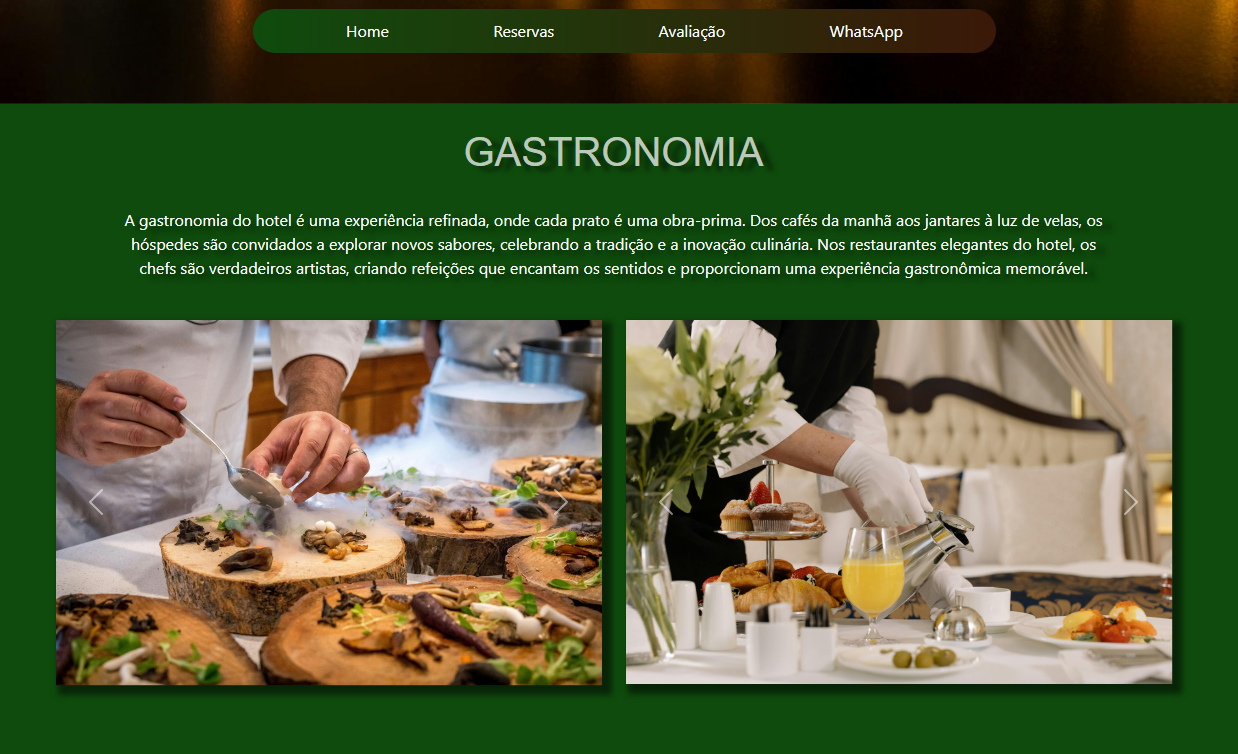 Home Reservas Avaliação WhatsApp
GASTRONOMIA
A gastronomia do hotel é uma experiência refinada, onde cada prato é uma obra-prima. Dos cafés da manhã aos jantares à luz de velas, os
hóspedes são convidados a explorar novos sabores, celebrando a tradição e a inovação culinária. Nos restaurantes elegantes do hotel, os
chefs são verdadeiros artistas, criando refeições que encantam os sentidos e proporcionam uma experiência gastronômica memorável.